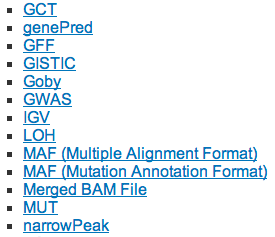 GCT
genePred
GFF
GISTIC
Goby
GWAS
IGV
LOH
MAF (Multiple Alignment Format)
MAF (Mutation Annotation Format)
Merged BAM File
MUT
narrowPeak